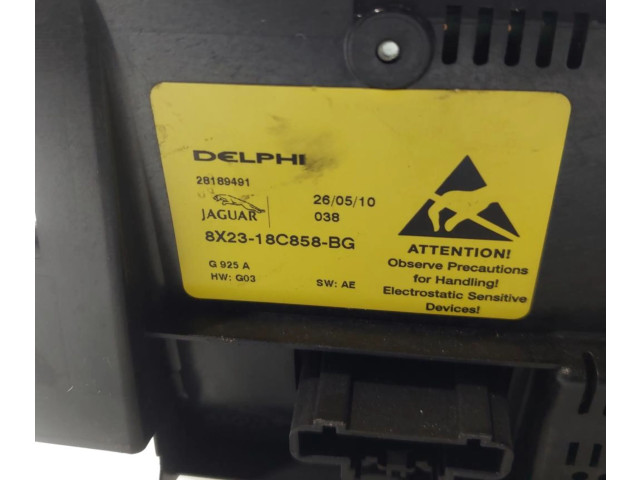 DELPHI
28189491
JAGUAR
26/05/10
038
8X23-18C858-BG
G 925 A
HW: G03
SW: AE
ATTENTION!
Observe Precautions
for Handling!
Electrostatic Sensitive
Devices!